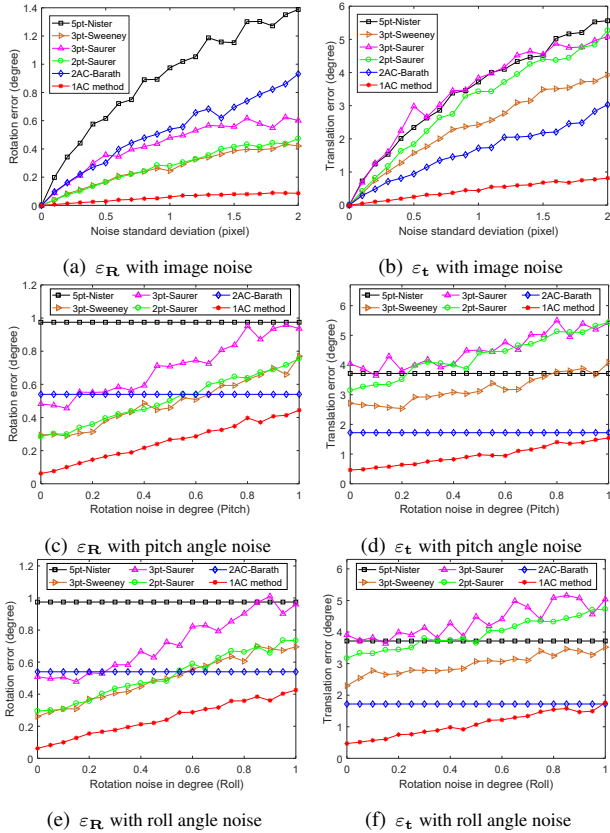 5pt-Nister
3pt-Sweeney
3pt-Saurer
2pt-Saurer
2AC-Barath
1AC method
Rotation error (degree)
1.4
1.2
1
0.8
0.6
0.4
0.2
0
0 0.5 1 1.5 2
Noise standard deviation (pixel)
(a) εR with image noise
5pt-Nister
3pt-Sweeney
3pt-Saurer
2pt-Saurer
2AC-Barath
1AC method
Translation error (degree)
6
5
4
3
2
1
0
0 0.5 1 1.5 2
Noise standard deviation (pixel)
(b) εt with image noise
5pt-Nister 3pt-Saurer 2AC-Barath
3pt-Sweeney 2pt-Saurer 1AC method
Rotation error (degree)
1.2
1
0.8
0.6
0.4
0.2
0
0 0.2 0.4 0.6 0.8 1
Rotation noise in degree (Pitch)
(c) εR with pitch angle noise
5pt-Nister 3pt-Saurer 2AC-Barath
3pt-Sweeney 2pt-Saurer 1AC method
Translation error (degree)
6
5
4
3
2
1
0
0 0.2 0.4 0.6 0.8 1
Rotation noise in degree (Pitch)
(d) εt with pitch angle noise
5pt-Nister 3pt-Saurer 2AC-Barath
3pt-Sweeney 2pt-Saurer 1AC method
Rotation error (degree)
1.2
1
0.8
0.6
0.4
0.2
0
0 0.2 0.4 0.6 0.8 1
Rotation noise in degree (Roll)
(e) εR with roll angle noise
5pt-Nister 3pt-Saurer 2AC-Barath
3pt-Sweeney 2pt-Saurer 1AC method
Translation error (degree)
6
5
4
3
2
1
0
0 0.2 0.4 0.6 0.8 1
Rotation noise in degree (Roll)
(f) εt with roll angle noise